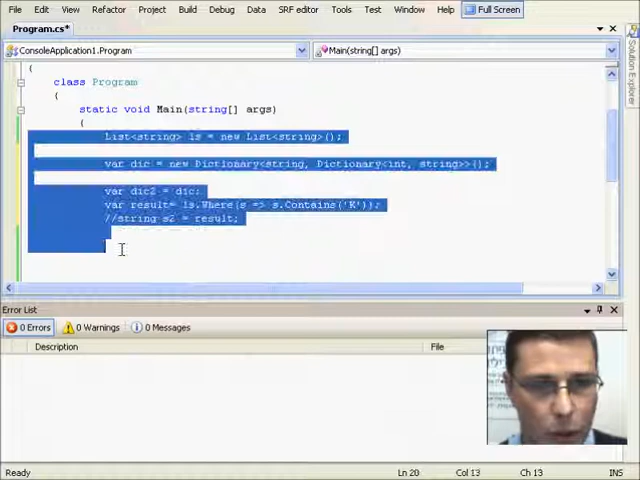 File Edit View Refactor Project Build Debug Data SRF editor Tools Test Window Help Full Screen
Program.cs*
ConsoleApplication1.Program Main(string[] args)
{
class Program
{
static void Main(string[] args)
{
List<string> ls = new List<string>();
var dic = new Dictionary<string, Dictionary<int, string>>();
var dic2 = dic;
var result= ls.Where(s => s.Contains('K'));
//string s2 = result;
Solution Explorer
Error List
0 Errors 0 Warnings 0 Messages
Description File
Ready Ln 20 Col 13 Ch 13 INS